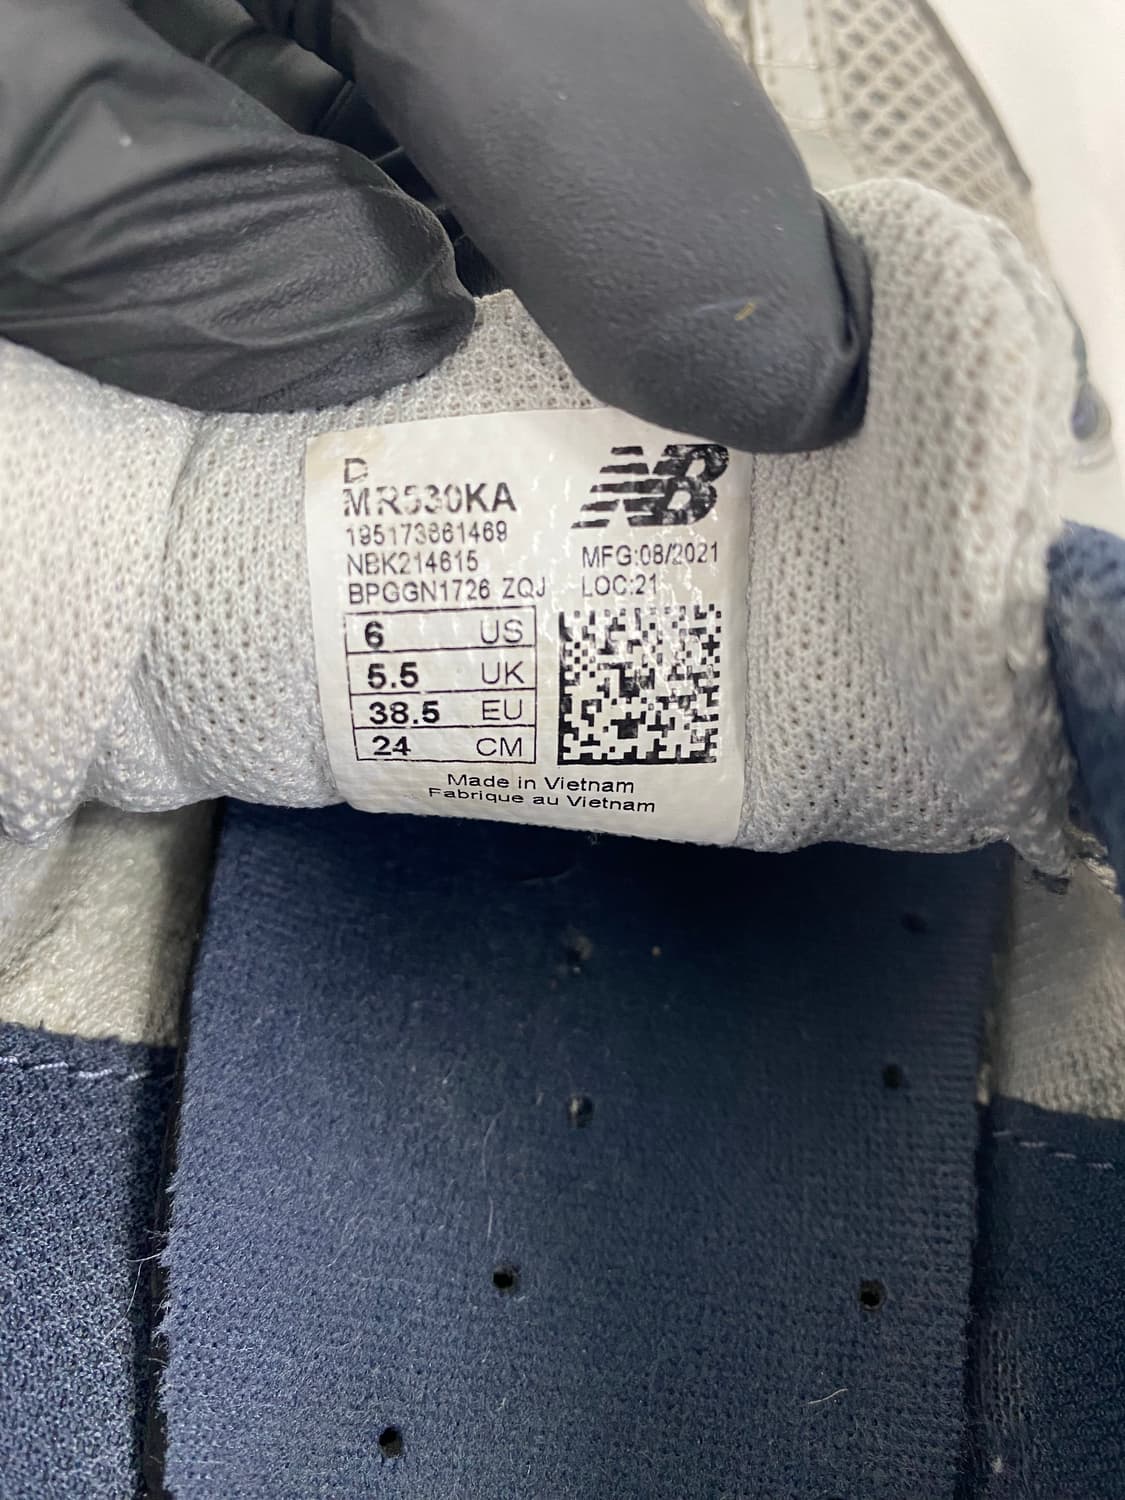 D
MR530KA
195173861469
NBK214615
BPGGN1726 ZQJ
NB
MFG:08/2021
LOC:21
6 US
5.5 UK
38.5 EU
24 CM
Made in Vietnam
Fabrique au Vietnam